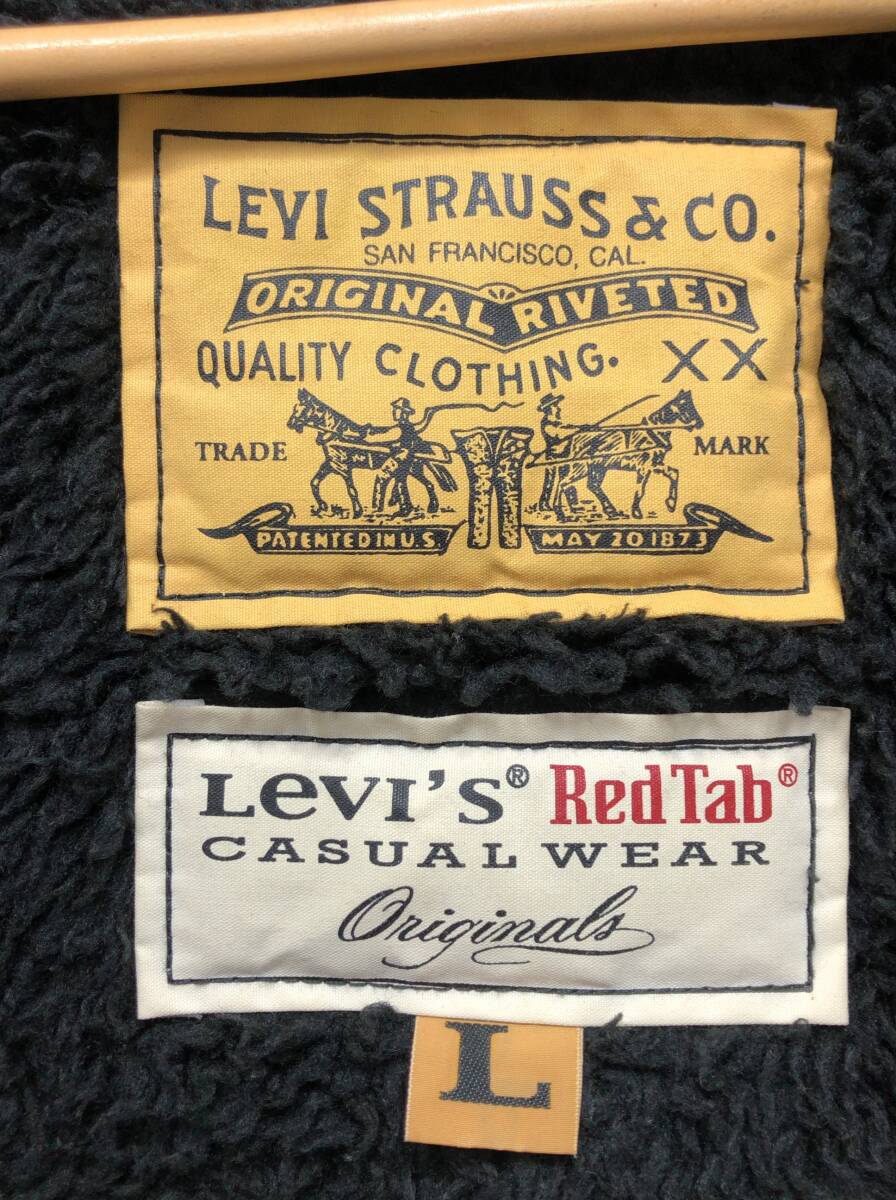 LEVI STRAUSS & CO.
SAN FRANCISCO, CAL.
ORIGINAL RIVETED
QUALITY CLOTHING. XX
TRADE MARK
PATENTED IN U.S. MAY 20 1873
Levi's® Red Tab®
CASUAL WEAR
Originals
L